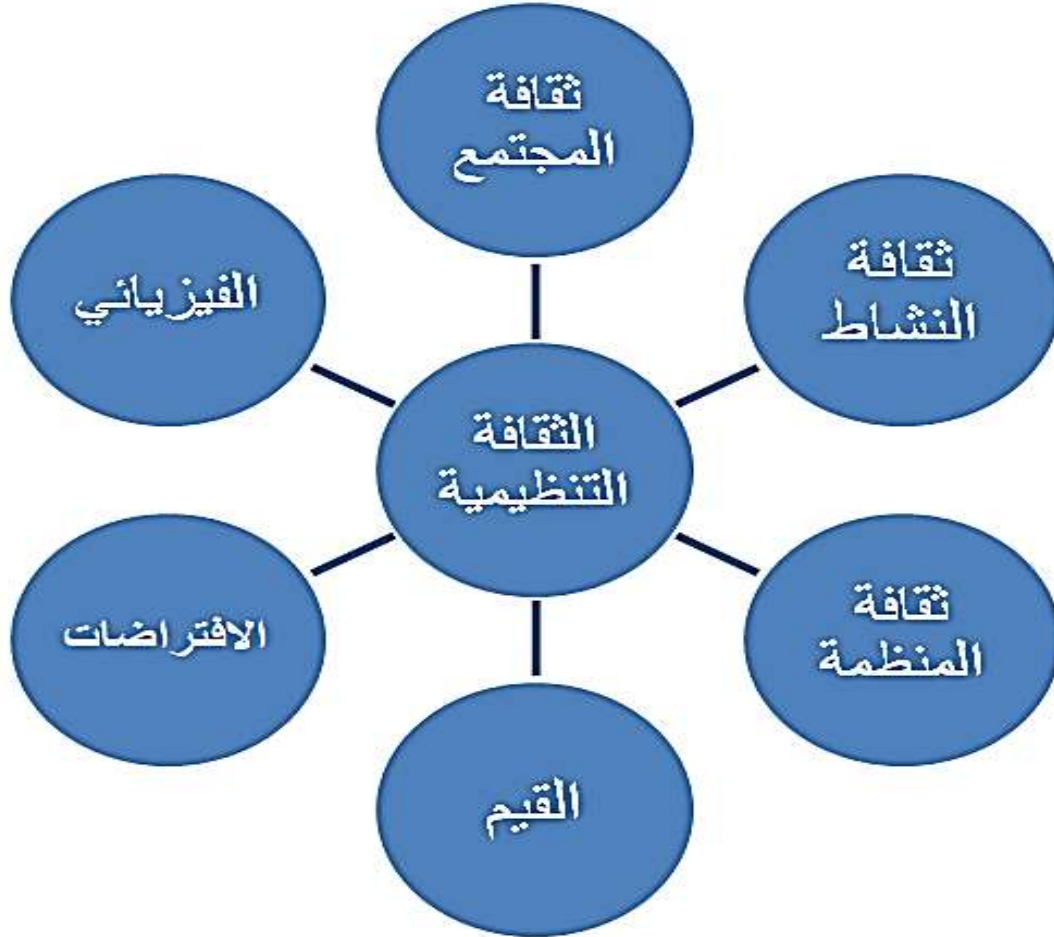 ثقافة
المجتمع
ثقافة
النشاط
الفيزيائي
الثقافة
التنظيمية
ثقافة
المنظمة
الافتراضات
القيم